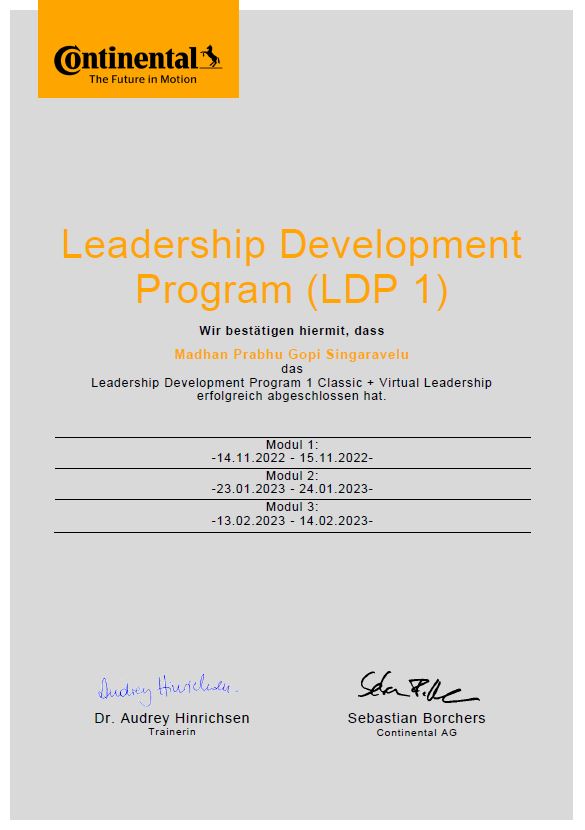 Continental
The Future in Motion
Leadership Development
Program (LDP 1)
Wir bestätigen hiermit, dass
Madhan Prabhu Gopi Singaravelu
das
Leadership Development Program 1 Classic + Virtual Leadership
erfolgreich abgeschlossen hat.
Modul 1:
-14.11.2022 - 15.11.2022-
Modul 2:
-23.01.2023 - 24.01.2023-
Modul 3:
-13.02.2023 - 14.02.2023-
Audrey Hinrichsen
Dr. Audrey Hinrichsen
Trainerin
Sebastian Borchers
Continental AG